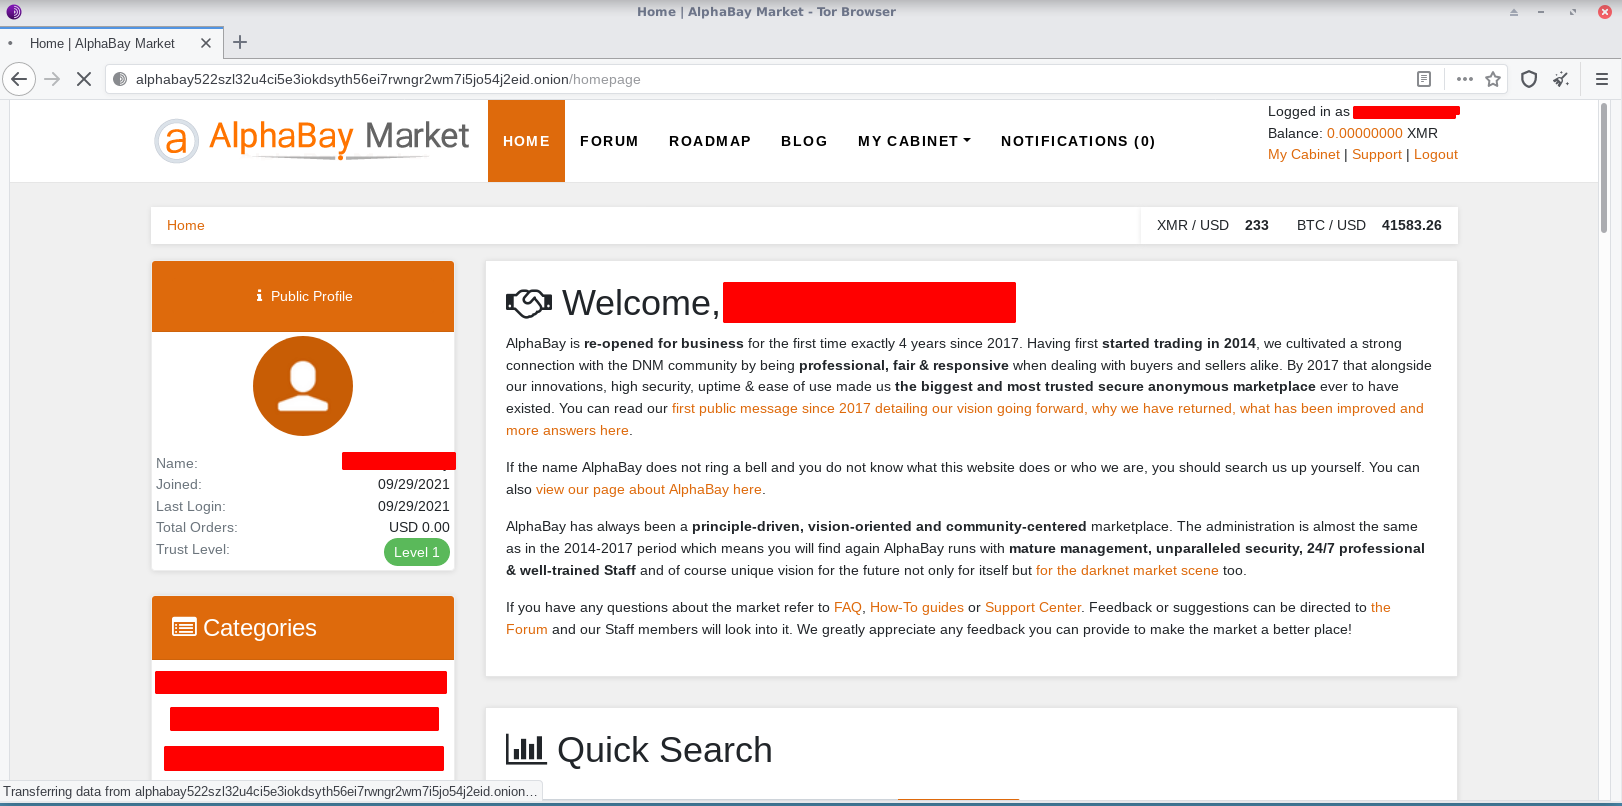 Home | AlphaBay Market - Tor Browser
Home | AlphaBay Market
alphabay522szl32u4ci5e3iokdsyth56ei7rwngr2wm7i5jo54j2eid.onion/homepage
a AlphaBay Market
HOME FORUM ROADMAP BLOG MY CABINET NOTIFICATIONS (0)
Logged in as
Balance: 0.00000000 XMR
My Cabinet | Support | Logout
Home
XMR / USD 233 BTC / USD 41583.26
Public Profile
Name:
Joined: 09/29/2021
Last Login: 09/29/2021
Total Orders: USD 0.00
Trust Level: Level 1
Categories
Welcome,
AlphaBay is re-opened for business for the first time exactly 4 years since 2017. Having first started trading in 2014, we cultivated a strong
connection with the DNM community by being professional, fair & responsive when dealing with buyers and sellers alike. By 2017 that alongside
our innovations, high security, uptime & ease of use made us the biggest and most trusted secure anonymous marketplace ever to have
existed. You can read our first public message since 2017 detailing our vision going forward, why we have returned, what has been improved and
more answers here.
If the name AlphaBay does not ring a bell and you do not know what this website does or who we are, you should search us up yourself. You can
also view our page about AlphaBay here.
AlphaBay has always been a principle-driven, vision-oriented and community-centered marketplace. The administration is almost the same
as in the 2014-2017 period which means you will find again AlphaBay runs with mature management, unparalleled security, 24/7 professional
& well-trained Staff and of course unique vision for the future not only for itself but for the darknet market scene too.
If you have any questions about the market refer to FAQ, How-To guides or Support Center. Feedback or suggestions can be directed to the
Forum and our Staff members will look into it. We greatly appreciate any feedback you can provide to make the market a better place!
Quick Search
Transferring data from alphabay522szl32u4ci5e3iokdsyth56ei7rwngr2wm7i5jo54j2eid.onion…